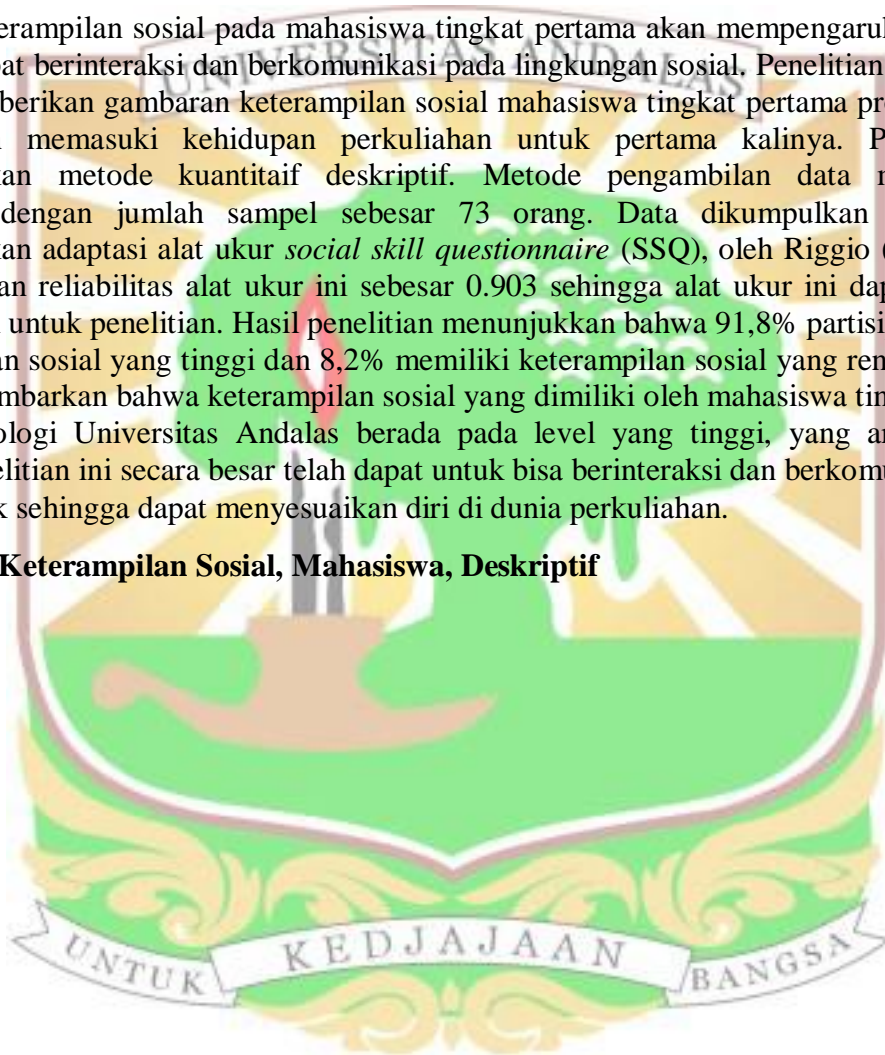 erampilan sosial pada mahasiswa tingkat pertama akan mempengaruh
at berinteraksi dan berkomunikasi pada lingkungan sosial. Penelitian
berikan gambaran keterampilan sosial mahasiswa tingkat pertama pr
memasuki kehidupan perkuliahan untuk pertama kalinya. P
kan metode kuantitaif deskriptif. Metode pengambilan data
dengan jumlah sampel sebesar 73 orang. Data dikumpulkan
kan adaptasi alat ukur social skill questionnaire (SSQ), oleh Riggio (
an reliabilitas alat ukur ini sebesar 0.903 sehingga alat ukur ini dap
untuk penelitian. Hasil penelitian menunjukkan bahwa 91,8% partisi
an sosial yang tinggi dan 8,2% memiliki keterampilan sosial yang ren
mbarkan bahwa keterampilan sosial yang dimiliki oleh mahasiswa tin
ologi Universitas Andalas berada pada level yang tinggi, yang ar
elitian ini secara besar telah dapat untuk bisa berinteraksi dan berkomu
k sehingga dapat menyesuaikan diri di dunia perkuliahan.
Keterampilan Sosial, Mahasiswa, Deskriptif
UNIVERSITAS ANDALAS
UNTUK KEDJAJAAN BANGSA